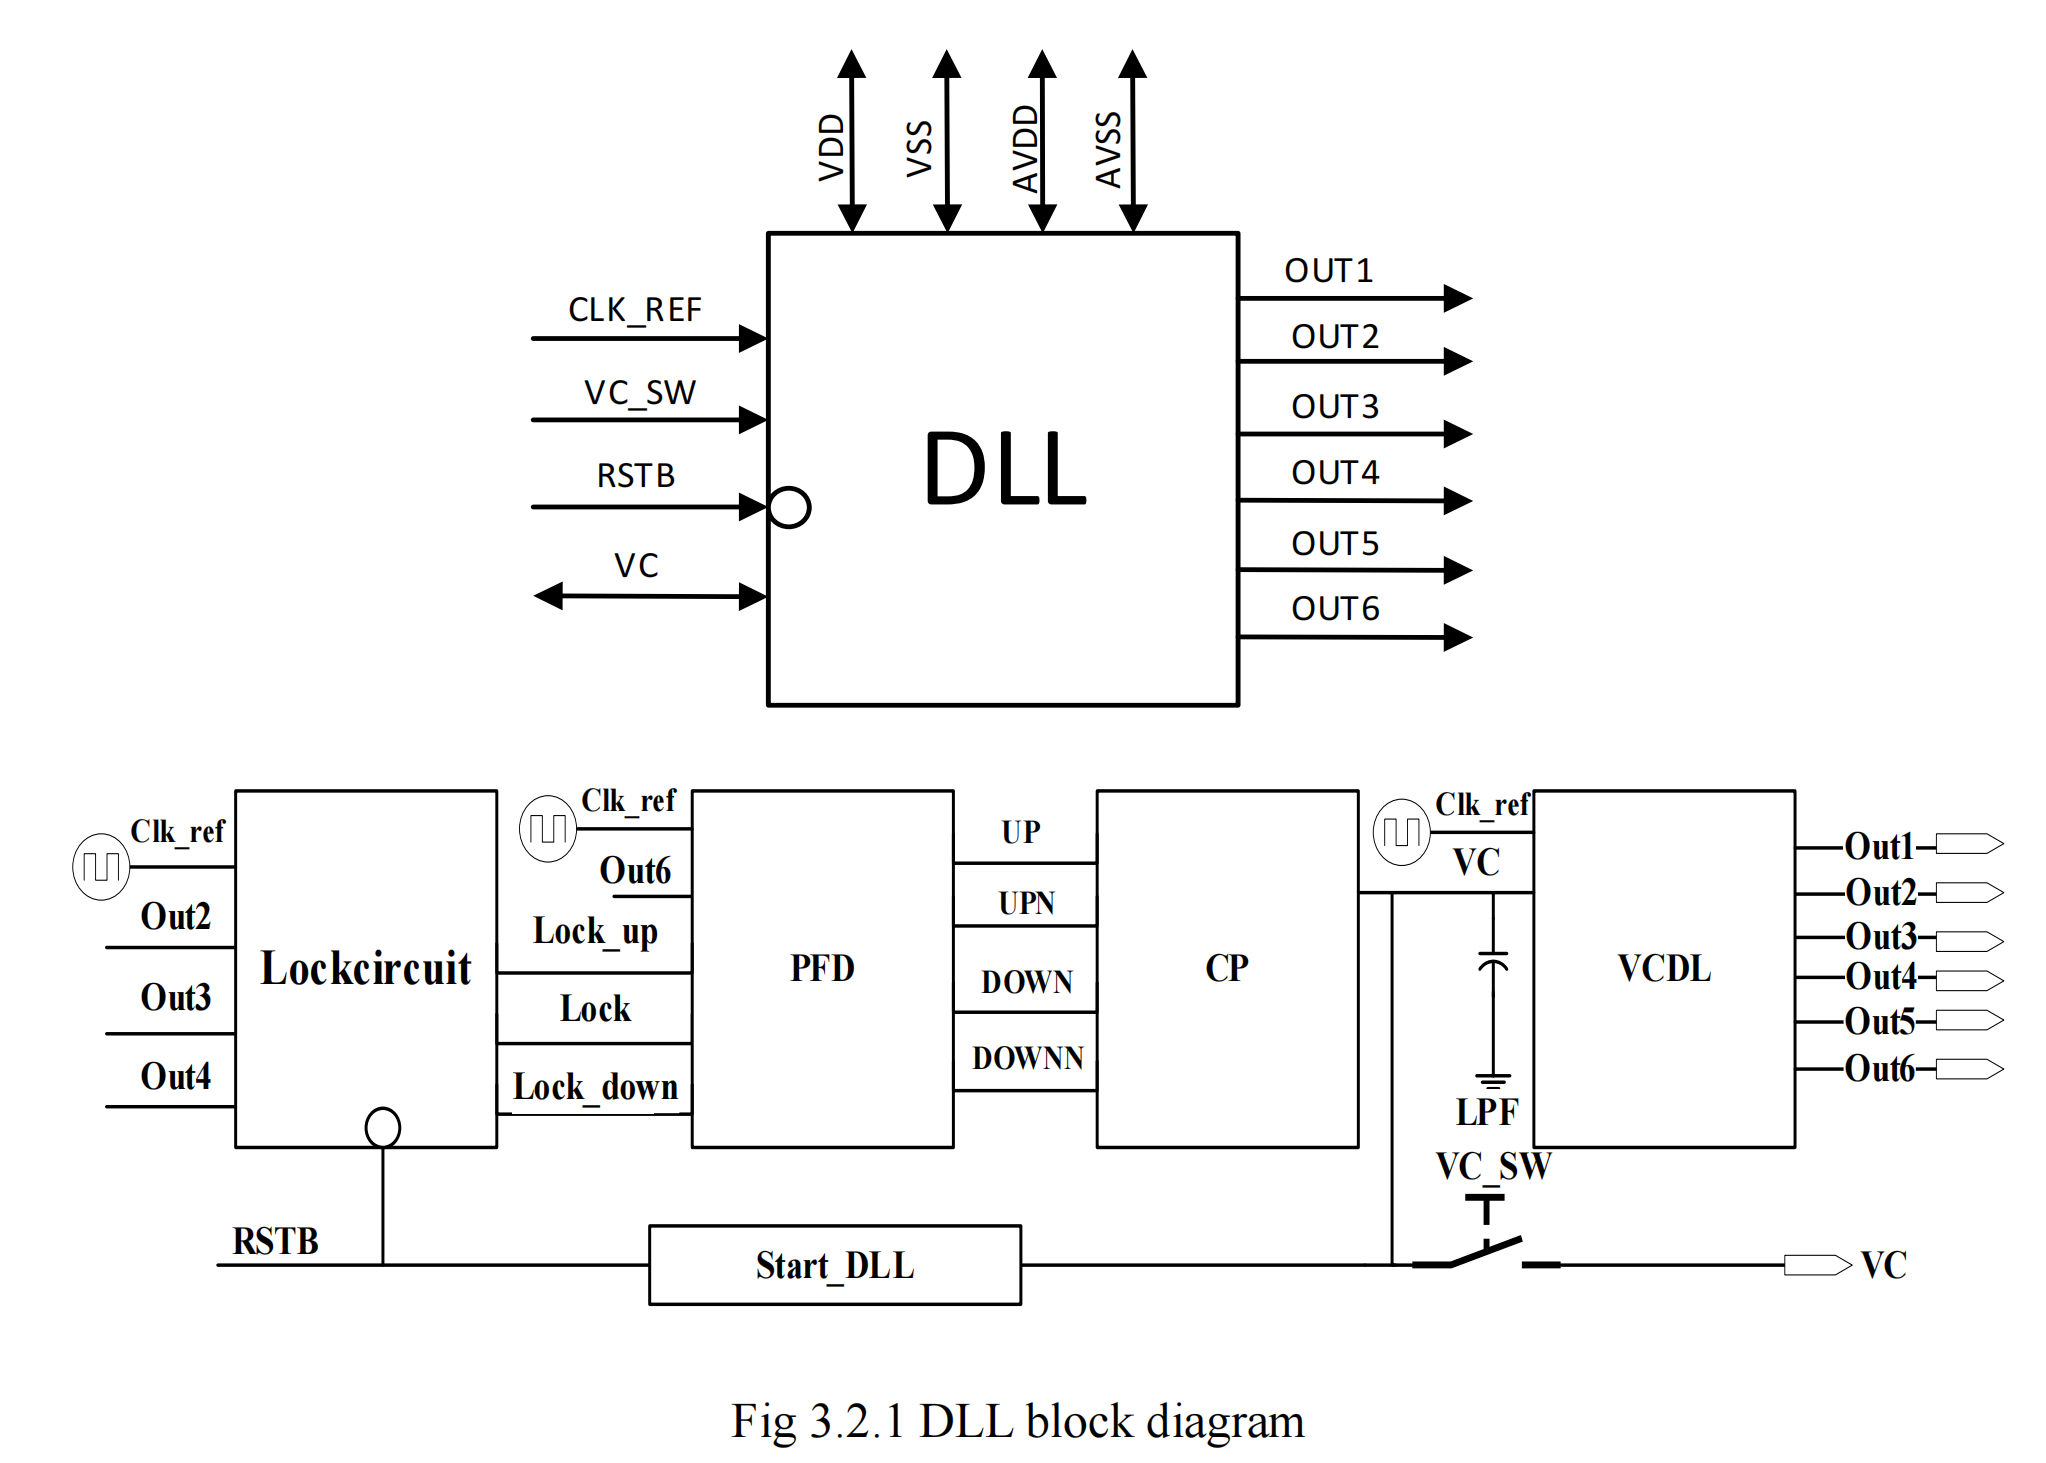 VDD
VSS
AVDD
AVSS
CLK_REF
VC_SW
RSTB
VC
DLL
OUT1
OUT2
OUT3
OUT4
OUT5
OUT6
Clk_ref
Out2
Out3
Out4
Lockcircuit
Clk_ref
Out6
Lock_up
Lock
Lock_down
PFD
UP
UPN
DOWN
DOWNN
CP
Clk_ref
VC
LPF
VCDL
Out1
Out2
Out3
Out4
Out5
Out6
RSTB
Start_DLL
VC_SW
VC
Fig 3.2.1 DLL block diagram